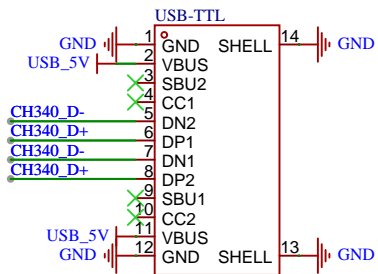 USB-TTL
GND 1 GND SHELL 14 GND
USB_5V 2 VBUS
3 SBU2
4 CC1
CH340_D- 5 DN2
CH340_D+ 6 DP1
CH340_D- 7 DN1
CH340_D+ 8 DP2
9 SBU1
10 CC2
USB_5V 11 VBUS
GND 12 GND SHELL 13 GND